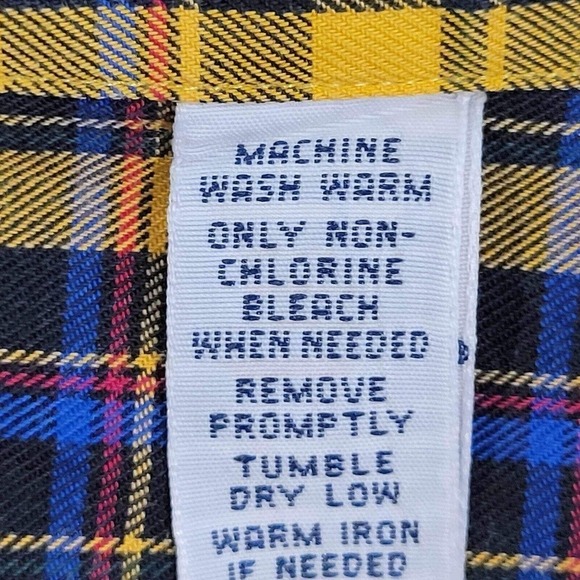 MACHINE
WASH WARM
ONLY NON-
CHLORINE
BLEACH
WHEN NEEDED
REMOVE
PROMPTLY
TUMBLE
DRY LOW
WARM IRON
IF NEEDED